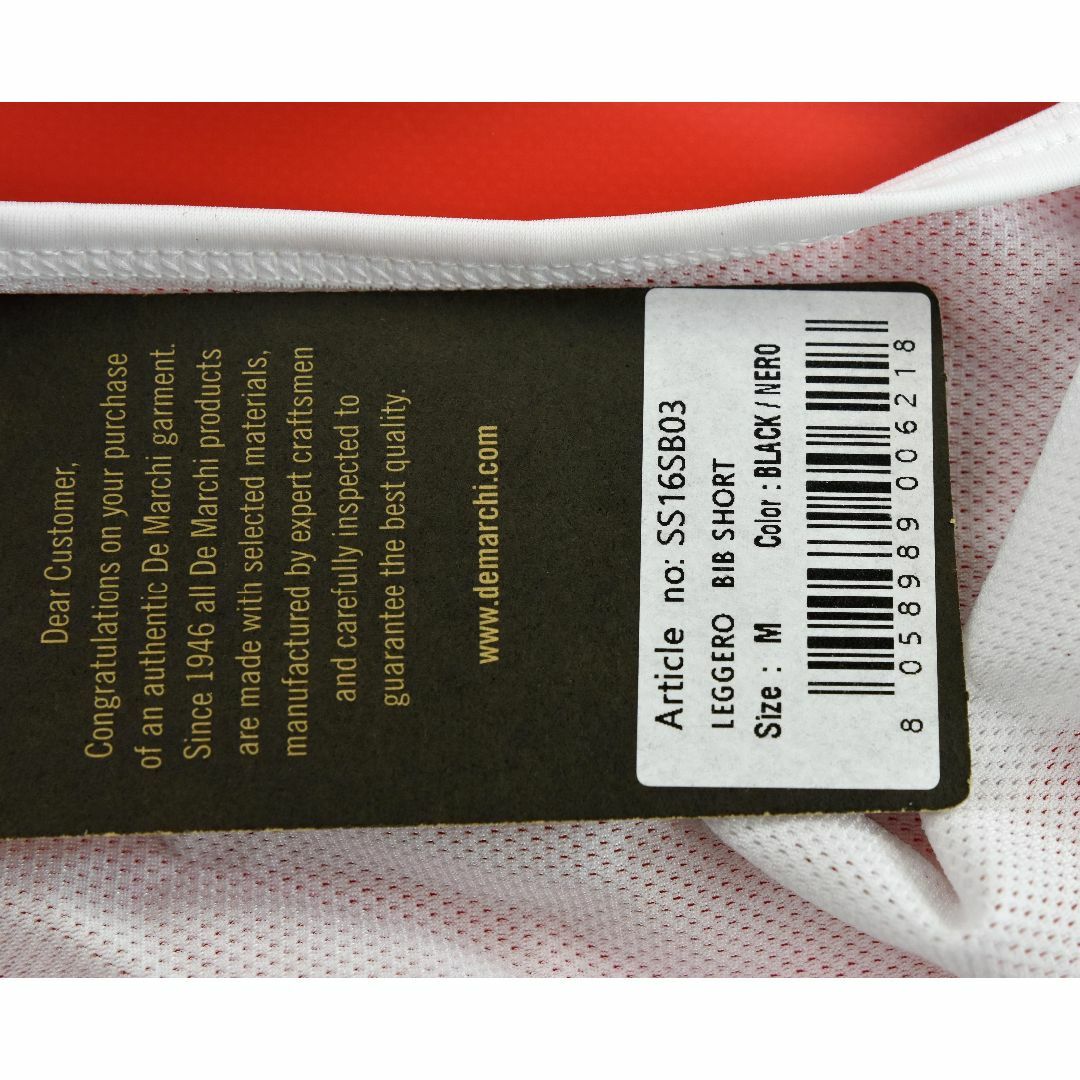 Dear Customer,
Congratulations on your purchase
of an authentic De Marchi garment.
Since 1946 all De Marchi products
are made with selected materials,
manufactured by expert craftsmen
and carefully inspected to
guarantee the best quality.
www.demarchi.com
Article no: SS16SB03
LEGGERO BIB SHORT
Size : M Color : BLACK / NERO
8 058989 006218